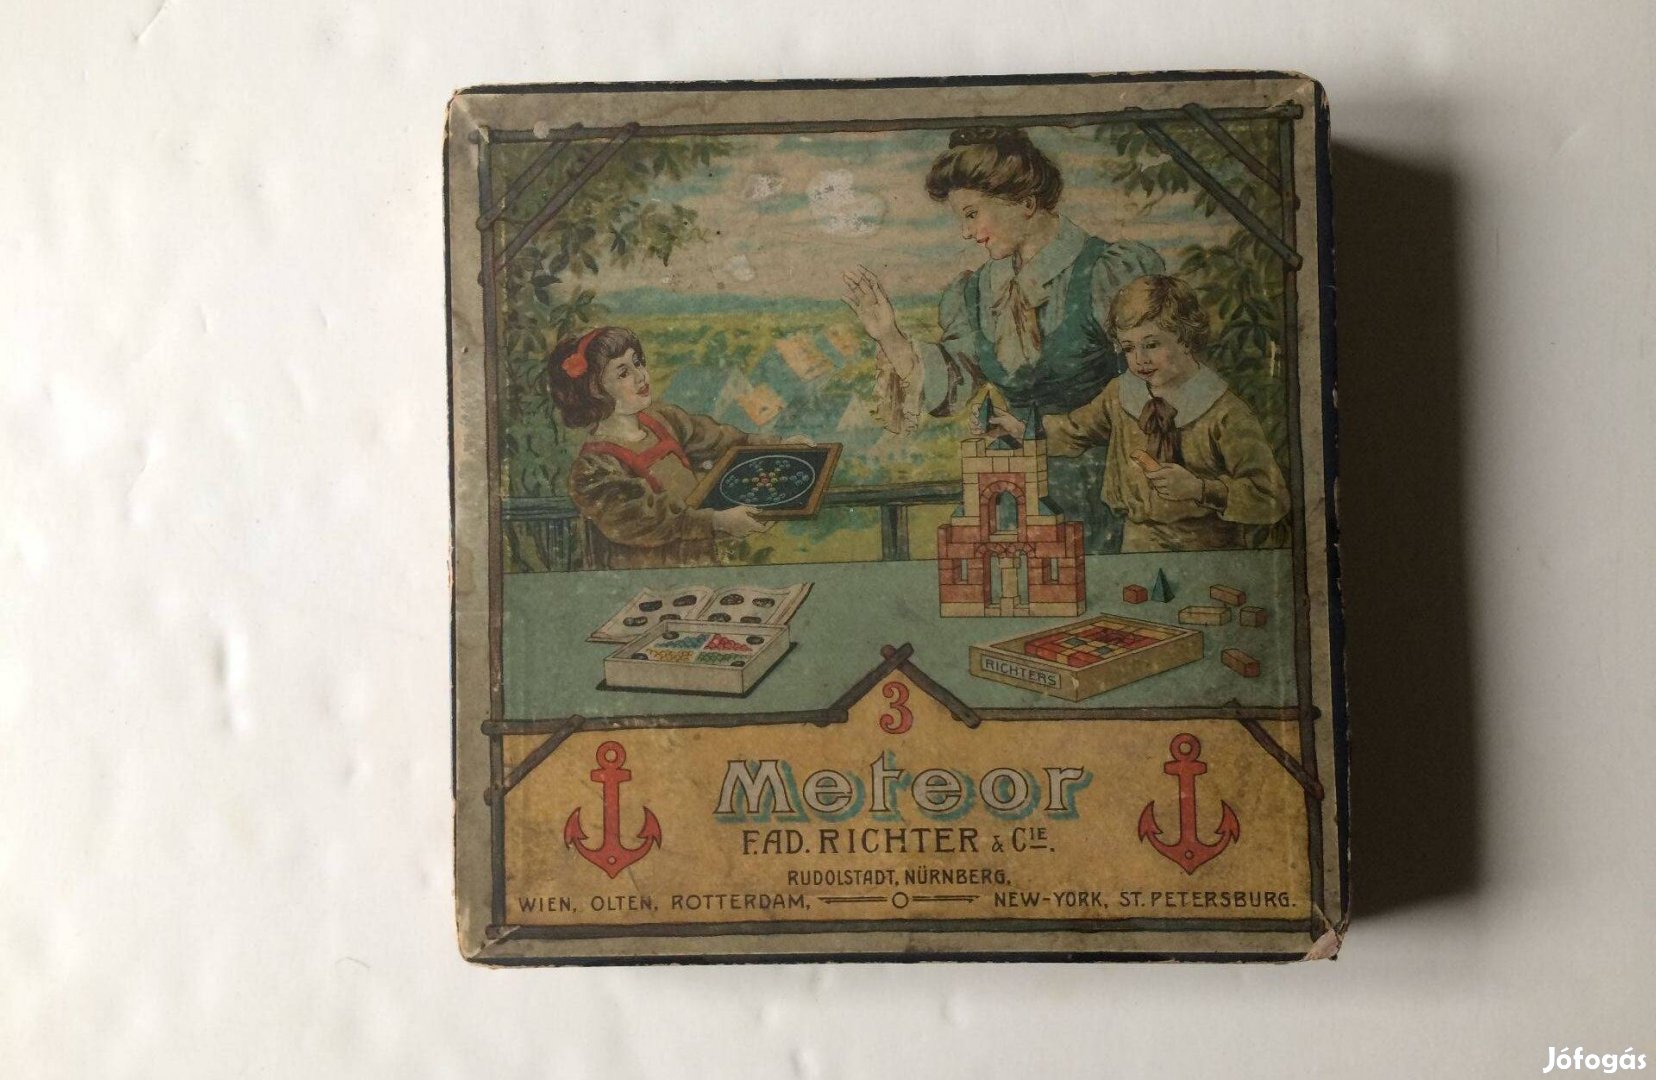 RICHTERS
3
Meteor
F. AD. RICHTER & CIE.
RUDOLSTADT, NÜRNBERG,
WIEN, OLTEN, ROTTERDAM, NEW-YORK, ST. PETERSBURG.
Jófogás